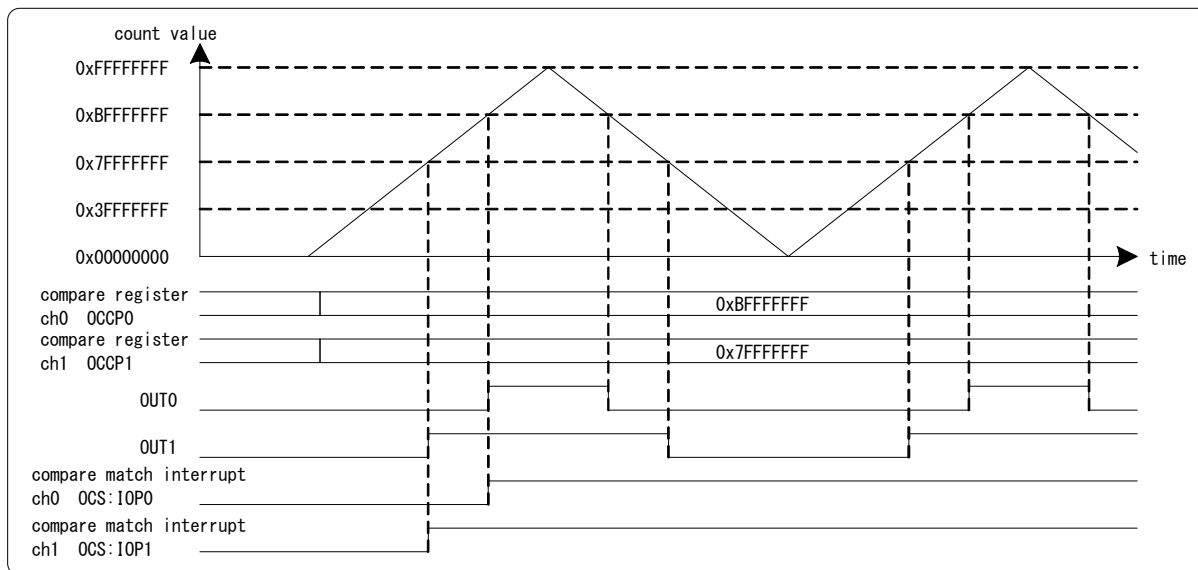 count value
0xFFFFFFFF
0xBFFFFFFF
0x7FFFFFFF
0x3FFFFFFF
0x00000000
time
compare register
ch0 OCCP0
0xBFFFFFFF
compare register
ch1 OCCP1
0x7FFFFFFF
OUT0
OUT1
compare match interrupt
ch0 OCS:IOP0
compare match interrupt
ch1 OCS:IOP1